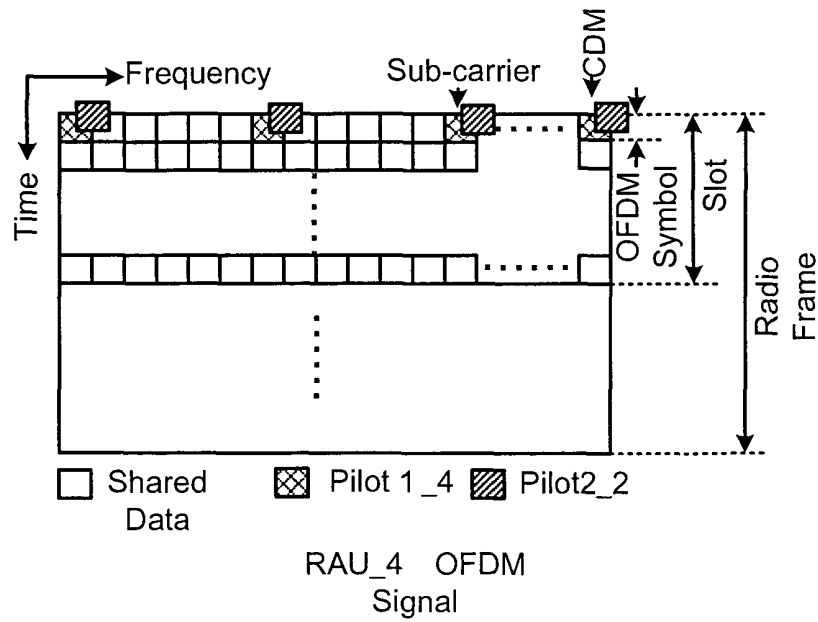 Frequency
Sub-carrier
CDM
Time
OFDM
Symbol
Slot
Radio
Frame
Shared
Data
Pilot 1_4
Pilot2_2
RAU_4 OFDM
Signal